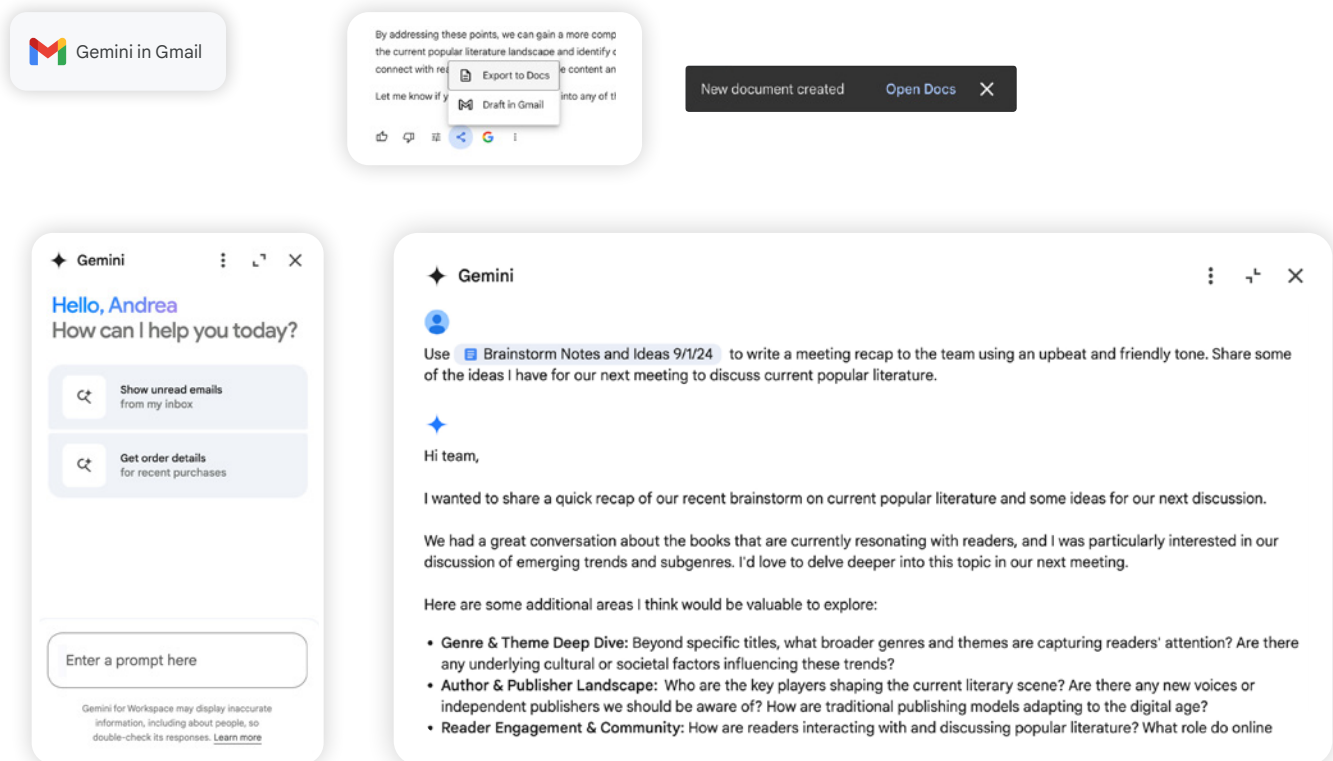 Gemini in Gmail
By addressing these points, we can gain a more comp
the current popular literature landscape and identify
connect with content an
Export to Docs
Let me know if into any of
Draft in Gmail
New document created Open Docs
Gemini
Hello, Andrea
How can I help you today?
Show unread emails
from my inbox
Get order details
for recent purchases
Enter a prompt here
Gemini for Workspace may display inaccurate
information, including about people, so
double-check its responses. Learn more
Gemini
Use Brainstorm Notes and Ideas 9/1/24 to write a meeting recap to the team using an upbeat and friendly tone. Share some
of the ideas I have for our next meeting to discuss current popular literature.
Hi team,
I wanted to share a quick recap of our recent brainstorm on current popular literature and some ideas for our next discussion.
We had a great conversation about the books that are currently resonating with readers, and I was particularly interested in our
discussion of emerging trends and subgenres. I'd love to delve deeper into this topic in our next meeting.
Here are some additional areas I think would be valuable to explore:
• Genre & Theme Deep Dive: Beyond specific titles, what broader genres and themes are capturing readers' attention? Are there
any underlying cultural or societal factors influencing these trends?
• Author & Publisher Landscape: Who are the key players shaping the current literary scene? Are there any new voices or
independent publishers we should be aware of? How are traditional publishing models adapting to the digital age?
• Reader Engagement & Community: How are readers interacting with and discussing popular literature? What role do online